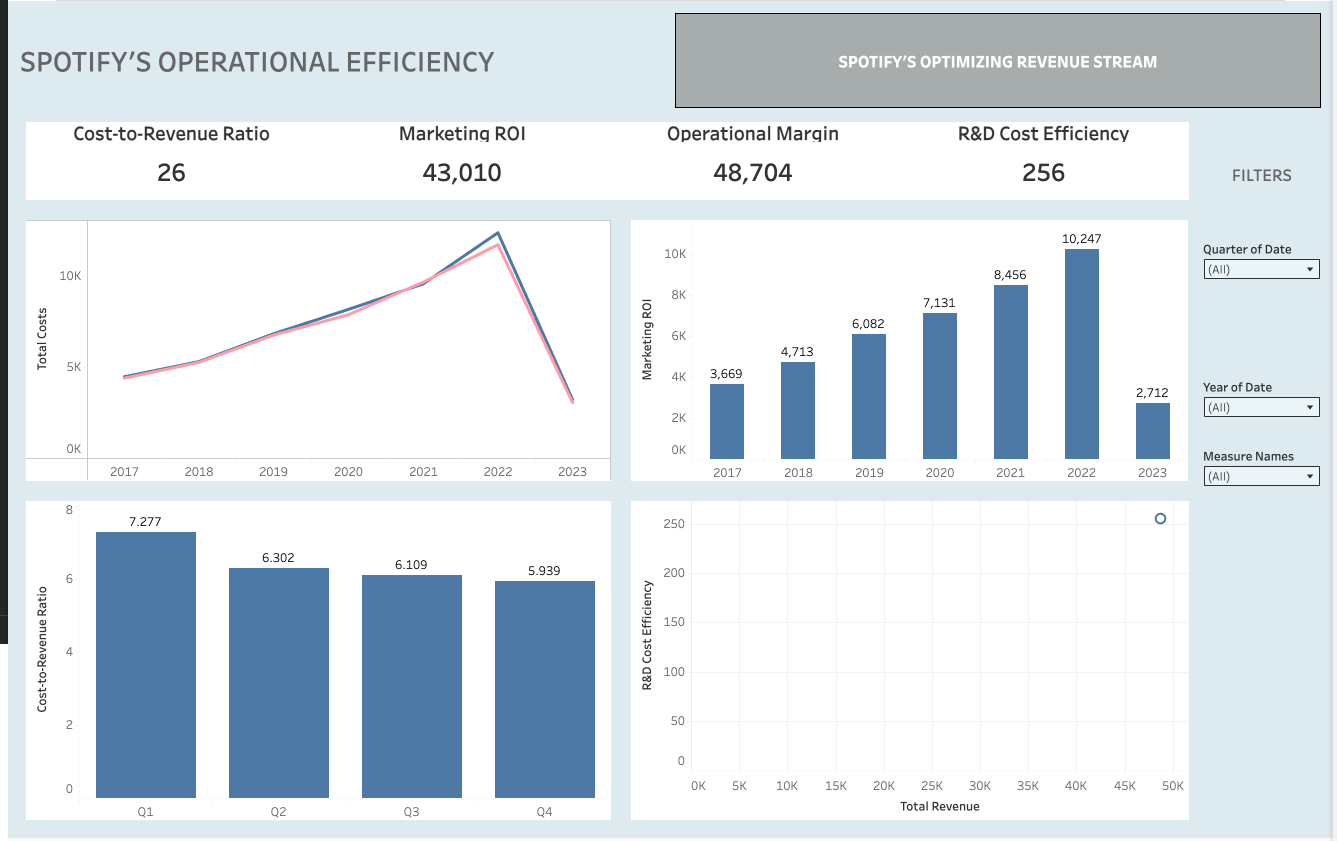 SPOTIFY’S OPERATIONAL EFFICIENCY
SPOTIFY’S OPTIMIZING REVENUE STREAM
Cost-to-Revenue Ratio
26
Marketing ROI
43,010
Operational Margin
48,704
R&D Cost Efficiency
256
FILTERS
Quarter of Date
(All)
Year of Date
(All)
Measure Names
(All)
Total Costs
10K
5K
0K
2017 2018 2019 2020 2021 2022 2023
Marketing ROI
10K
8K
6K
4K
2K
0K
3,669 4,713 6,082 7,131 8,456 10,247 2,712
2017 2018 2019 2020 2021 2022 2023
Cost-to-Revenue Ratio
8
6
4
2
0
7.277 6.302 6.109 5.939
Q1 Q2 Q3 Q4
R&D Cost Efficiency
250
200
150
100
50
0
0K 5K 10K 15K 20K 25K 30K 35K 40K 45K 50K
Total Revenue